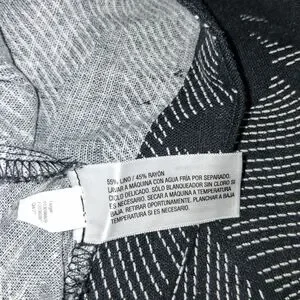 55% LINO / 45% RAYÓN
LAVAR A MÁQUINA CON AGUA FRÍA POR SEPARADO.
CICLO DELICADO. SÓLO BLANQUEADOR SIN CLORO SI
ES NECESARIO. SECAR A MÁQUINA A TEMPERATURA
BAJA. RETIRAR OPORTUNAMENTE. PLANCHAR A BAJA
TEMPERATURA SI ES NECESARIO.